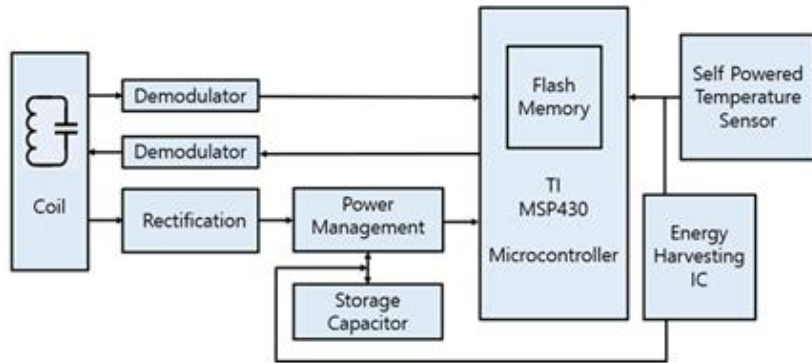 Coil
Demodulator
Demodulator
Rectification
Power
Management
Storage
Capacitor
Flash
Memory
TI
MSP430
Microcontroller
Self Powered
Temperature
Sensor
Energy
Harvesting
IC